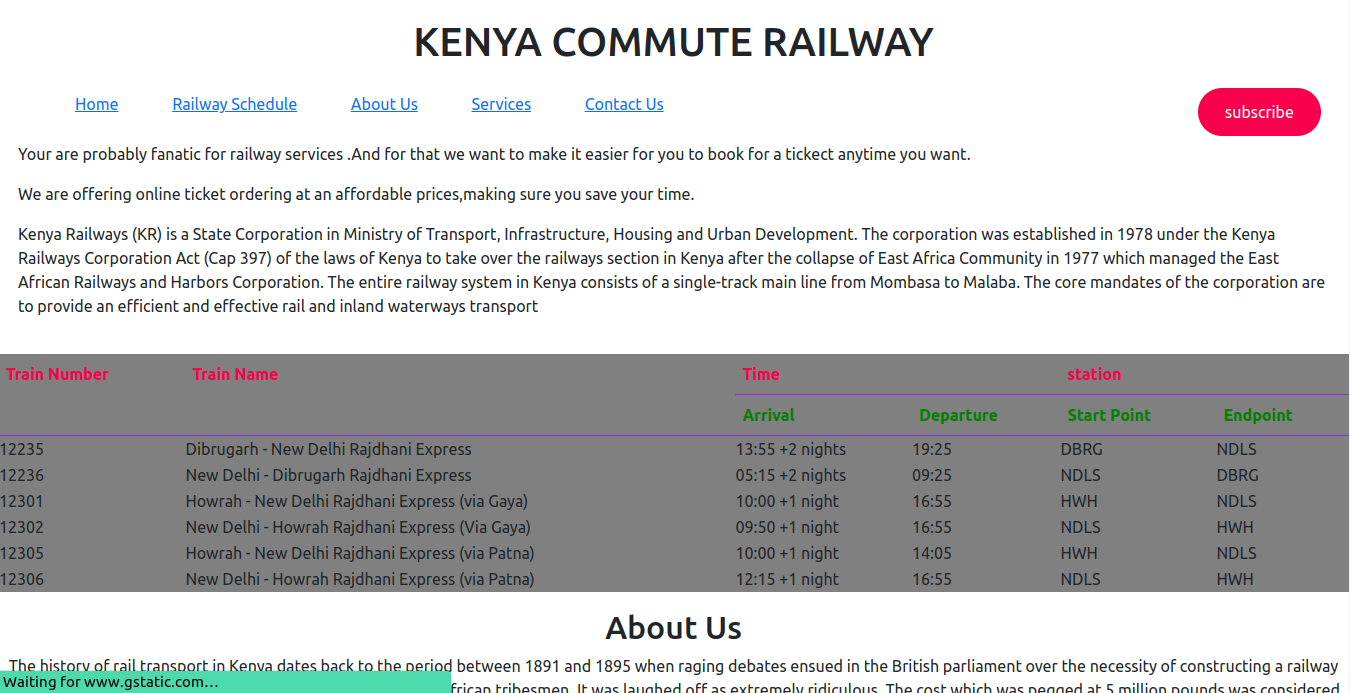 KENYA COMMUTE RAILWAY
Home Railway Schedule About Us Services Contact Us subscribe
Your are probably fanatic for railway services .And for that we want to make it easier for you to book for a tickect anytime you want.
We are offering online ticket ordering at an affordable prices,making sure you save your time.
Kenya Railways (KR) is a State Corporation in Ministry of Transport, Infrastructure, Housing and Urban Development. The corporation was established in 1978 under the Kenya
Railways Corporation Act (Cap 397) of the laws of Kenya to take over the railways section in Kenya after the collapse of East Africa Community in 1977 which managed the East
African Railways and Harbors Corporation. The entire railway system in Kenya consists of a single-track main line from Mombasa to Malaba. The core mandates of the corporation are
to provide an efficient and effective rail and inland waterways transport
Train Number Train Name Time station
Arrival Departure Start Point Endpoint
12235 Dibrugarh - New Delhi Rajdhani Express 13:55 +2 nights 19:25 DBRG NDLS
12236 New Delhi - Dibrugarh Rajdhani Express 05:15 +2 nights 09:25 NDLS DBRG
12301 Howrah - New Delhi Rajdhani Express (via Gaya) 10:00 +1 night 16:55 HWH NDLS
12302 New Delhi - Howrah Rajdhani Express (Via Gaya) 09:50 +1 night 16:55 NDLS HWH
12305 Howrah - New Delhi Rajdhani Express (via Patna) 10:00 +1 night 14:05 HWH NDLS
12306 New Delhi - Howrah Rajdhani Express (via Patna) 12:15 +1 night 16:55 NDLS HWH
About Us
The history of rail transport in Kenya dates back to the period between 1891 and 1895 when raging debates ensued in the British parliament over the necessity of constructing a railway
Waiting for www.gstatic.com…
frican tribesmen. It was laughed off as extremely ridiculous. The cost which was pegged at 5 million pounds was considered